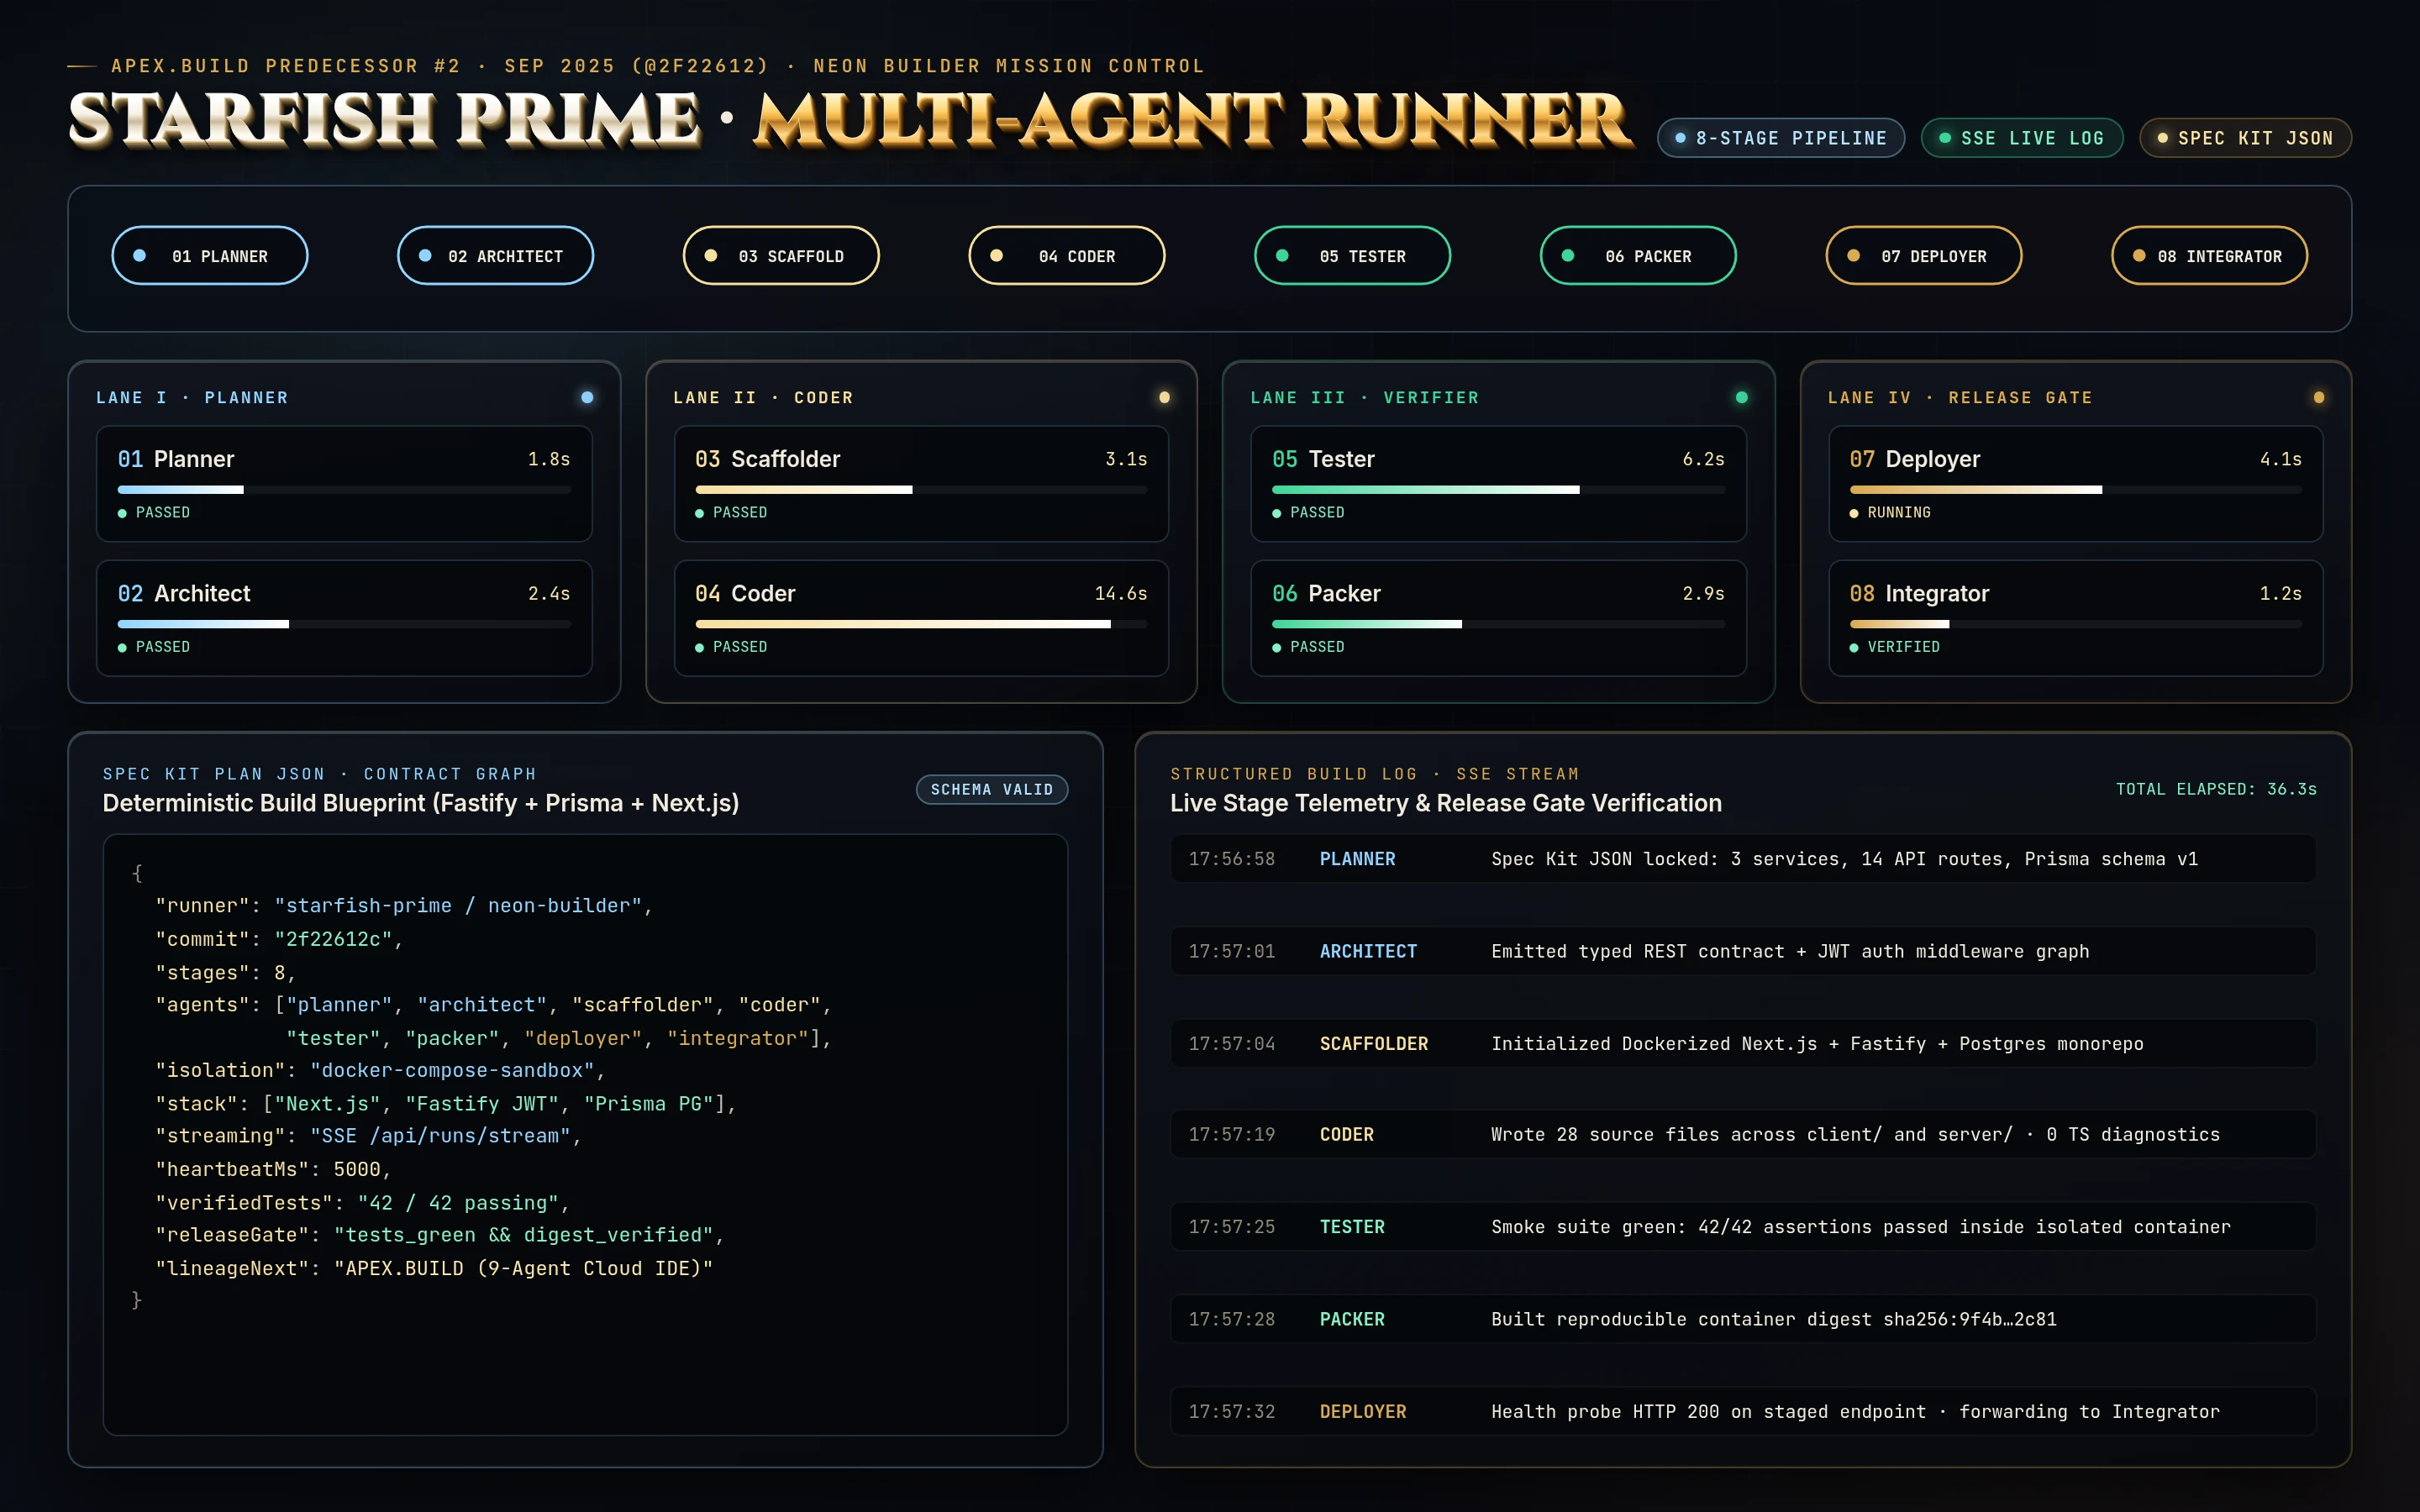 APEX.BUILD PREDECESSOR #2 · SEP 2025 (@2F22612) · NEON BUILDER MISSION CONTROL
STARFISH PRIME · MULTI-AGENT RUNNER
8-STAGE PIPELINE
SSE LIVE LOG
SPEC KIT JSON
01 PLANNER
02 ARCHITECT
03 SCAFFOLD
04 CODER
05 TESTER
06 PACKER
07 DEPLOYER
08 INTEGRATOR
LANE I · PLANNER
01 Planner 1.8s
PASSED
02 Architect 2.4s
PASSED
LANE II · CODER
03 Scaffolder 3.1s
PASSED
04 Coder 14.6s
PASSED
LANE III · VERIFIER
05 Tester 6.2s
PASSED
06 Packer 2.9s
PASSED
LANE IV · RELEASE GATE
07 Deployer 4.1s
RUNNING
08 Integrator 1.2s
VERIFIED
SPEC KIT PLAN JSON · CONTRACT GRAPH
Deterministic Build Blueprint (Fastify + Prisma + Next.js)
SCHEMA VALID
{
"runner": "starfish-prime / neon-builder",
"commit": "2f22612c",
"stages": 8,
"agents": ["planner", "architect", "scaffolder", "coder",
"tester", "packer", "deployer", "integrator"],
"isolation": "docker-compose-sandbox",
"stack": ["Next.js", "Fastify JWT", "Prisma PG"],
"streaming": "SSE /api/runs/stream",
"heartbeatMs": 5000,
"verifiedTests": "42 / 42 passing",
"releaseGate": "tests_green && digest_verified",
"lineageNext": "APEX.BUILD (9-Agent Cloud IDE)"
}
STRUCTURED BUILD LOG · SSE STREAM
Live Stage Telemetry & Release Gate Verification
TOTAL ELAPSED: 36.3s
17:56:58 PLANNER Spec Kit JSON locked: 3 services, 14 API routes, Prisma schema v1
17:57:01 ARCHITECT Emitted typed REST contract + JWT auth middleware graph
17:57:04 SCAFFOLDER Initialized Dockerized Next.js + Fastify + Postgres monorepo
17:57:19 CODER Wrote 28 source files across client/ and server/ · 0 TS diagnostics
17:57:25 TESTER Smoke suite green: 42/42 assertions passed inside isolated container
17:57:28 PACKER Built reproducible container digest sha256:9f4b…2c81
17:57:32 DEPLOYER Health probe HTTP 200 on staged endpoint · forwarding to Integrator